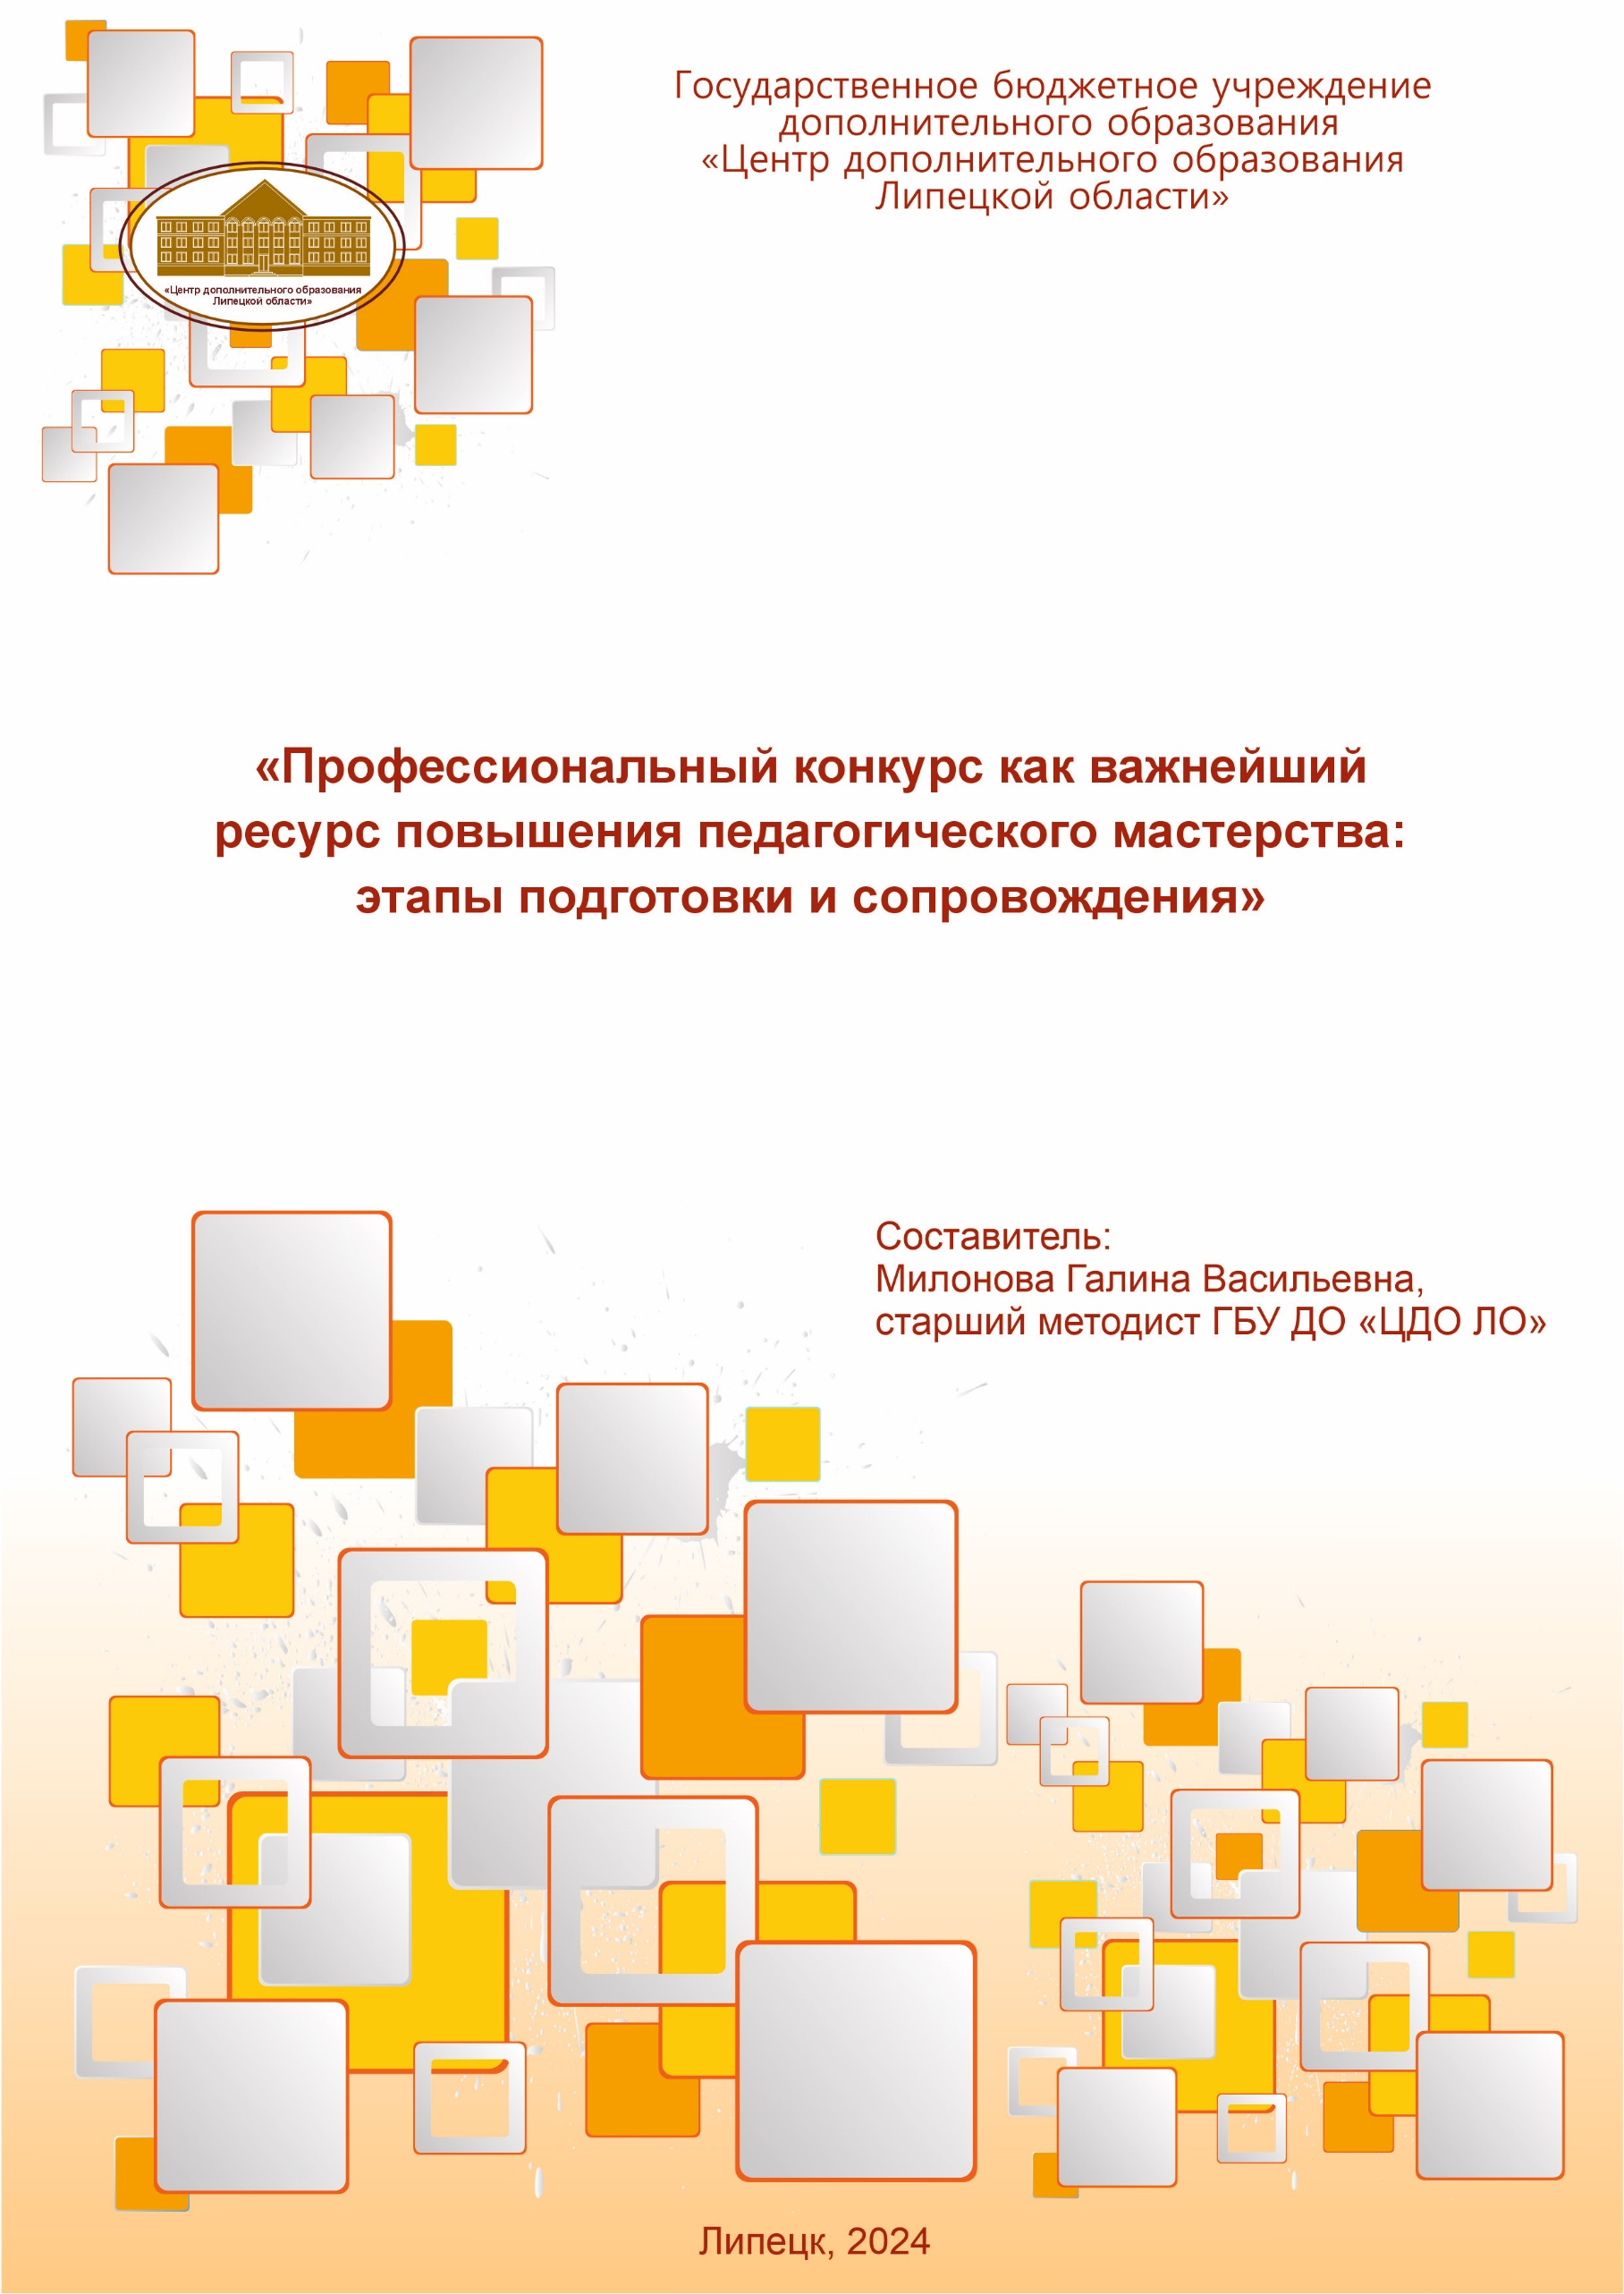 Государственное бюджетное учреждение
дополнительного образования
«Центр дополнительного образования
Липецкой области»
«Центр дополнительного образования
Липецкой области»
«Профессиональный конкурс как важнейший
ресурс повышения педагогического мастерства:
этапы подготовки и сопровождения»
Составитель:
Милонова Галина Васильевна,
старший методист ГБУ ДО «ЦДО ЛО»
Липецк, 2024